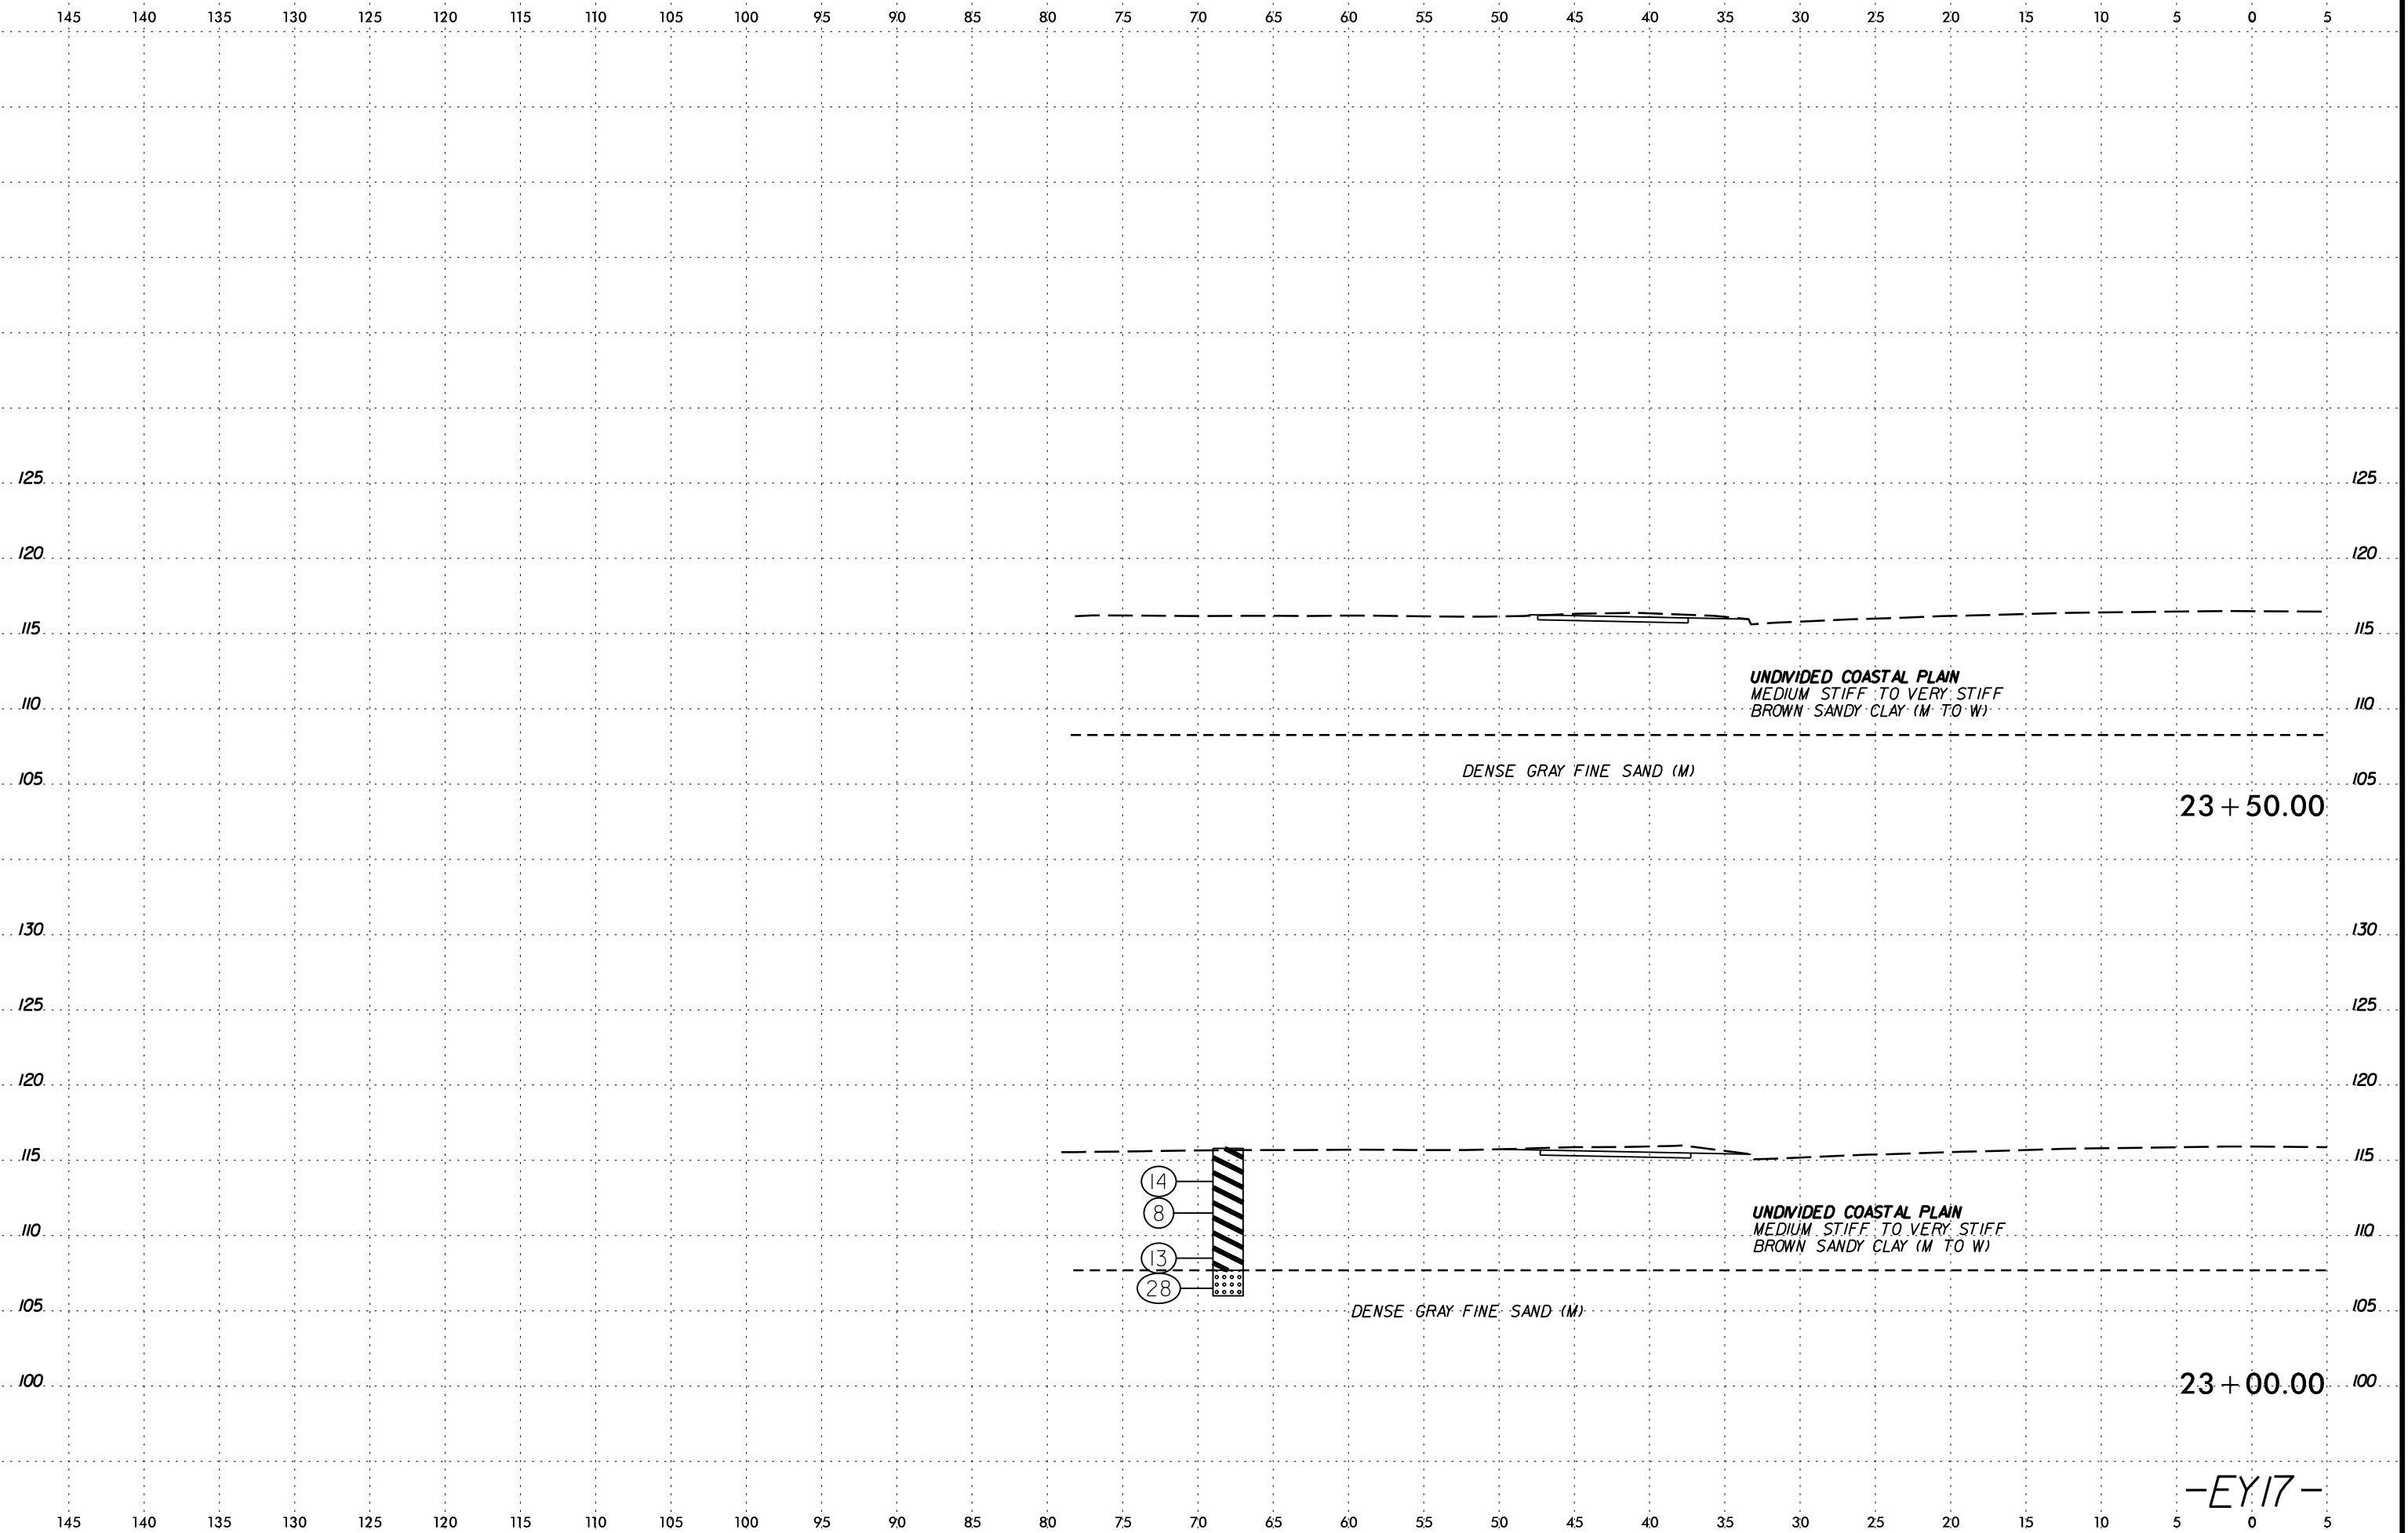 145 140 135 130 125 120 115 110 105 100 95 90 85 80 75 70 65 60 55 50 45 40 35 30 25 20 15 10 5 0 5
125 125
120 120
115 115
UNDIVIDED COASTAL PLAIN
MEDIUM STIFF TO VERY STIFF
110 BROWN SANDY CLAY (M TO W) 110
DENSE GRAY FINE SAND (M)
105 105
23+50.00
130 130
125 125
120 120
115 115
14
8
UNDIVIDED COASTAL PLAIN
110 MEDIUM STIFF TO VERY STIFF 110
BROWN SANDY CLAY (M TO W)
13
28
105 DENSE GRAY FINE SAND (M) 105
100 23+00.00 100
-EY17-
145 140 135 130 125 120 115 110 105 100 95 90 85 80 75 70 65 60 55 50 45 40 35 30 25 20 15 10 5 0 5